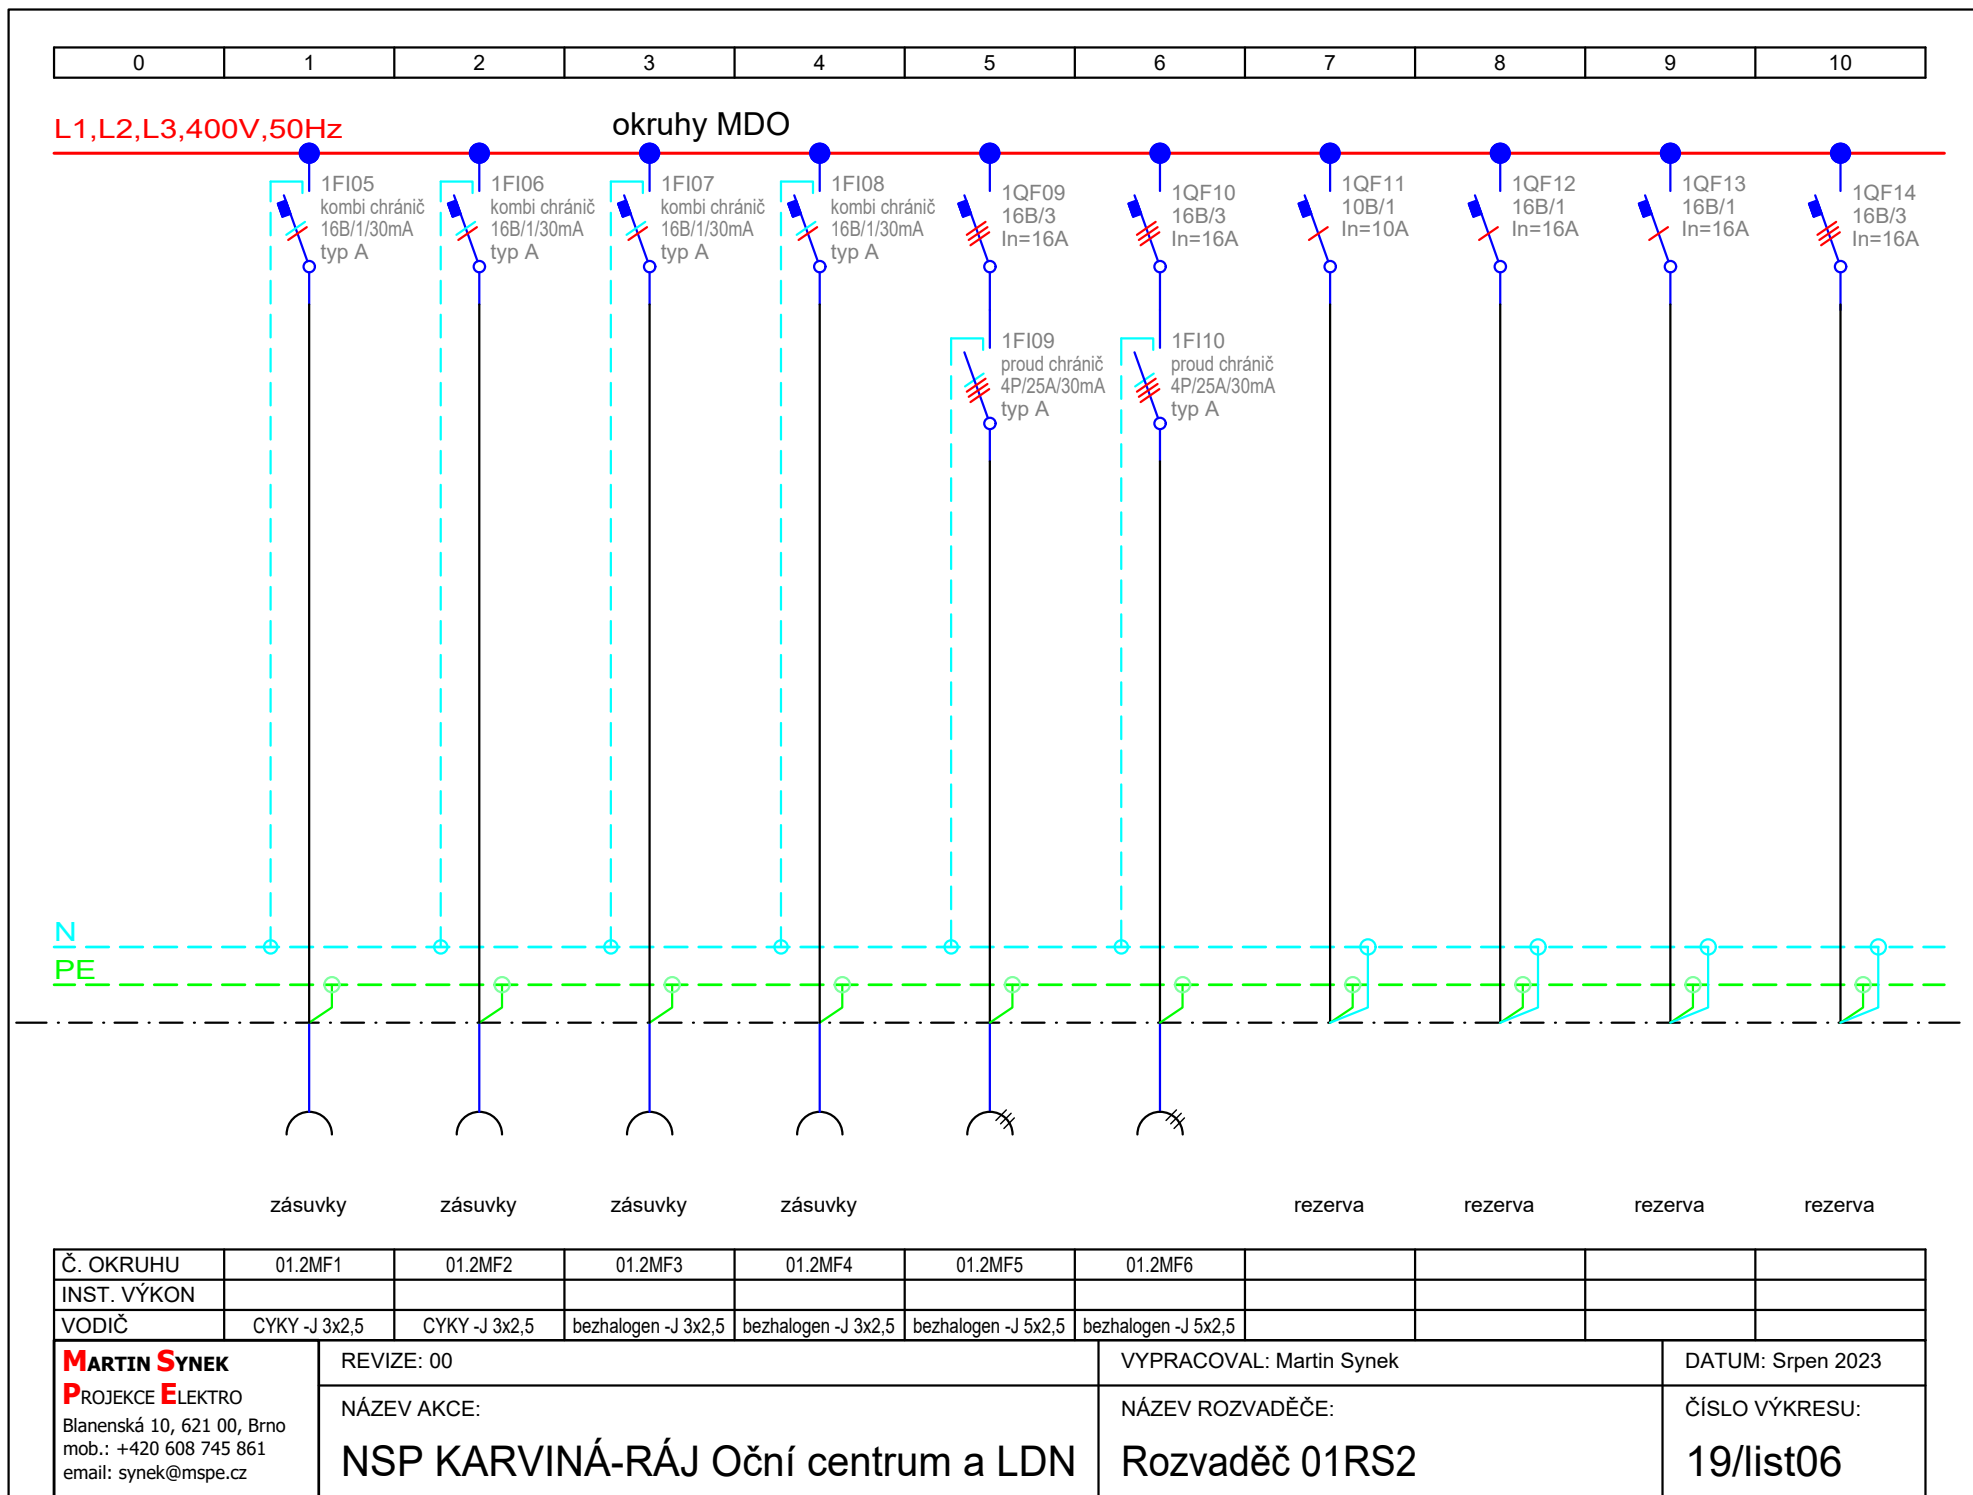 0 1 2 3 4 5 6 7 8 9 10
L1,L2,L3,400V,50Hz
okruhy MDO
1FI05
kombi chránič
16B/1/30mA
typ A
1FI06
kombi chránič
16B/1/30mA
typ A
1FI07
kombi chránič
16B/1/30mA
typ A
1FI08
kombi chránič
16B/1/30mA
typ A
1QF09
16B/3
In=16A
1QF10
16B/3
In=16A
1QF11
10B/1
In=10A
1QF12
16B/1
In=16A
1QF13
16B/1
In=16A
1QF14
16B/3
In=16A
1FI09
proud chránič
4P/25A/30mA
typ A
1FI10
proud chránič
4P/25A/30mA
typ A
N
PE
zásuvky zásuvky zásuvky zásuvky rezerva rezerva rezerva rezerva
Č. OKRUHU 01.2MF1 01.2MF2 01.2MF3 01.2MF4 01.2MF5 01.2MF6
INST. VÝKON
VODIČ CYKY -J 3x2,5 CYKY -J 3x2,5 bezhalogen -J 3x2,5 bezhalogen -J 3x2,5 bezhalogen -J 5x2,5 bezhalogen -J 5x2,5
MARTIN SYNEK
PROJEKCE ELEKTRO
Blanenská 10, 621 00, Brno
mob.: +420 608 745 861
email: synek@mspe.cz
REVIZE: 00
VYPRACOVAL: Martin Synek
DATUM: Srpen 2023
NÁZEV AKCE:
NSP KARVINÁ-RÁJ Oční centrum a LDN
NÁZEV ROZVADĚČE:
Rozvaděč 01RS2
ČÍSLO VÝKRESU:
19/list06